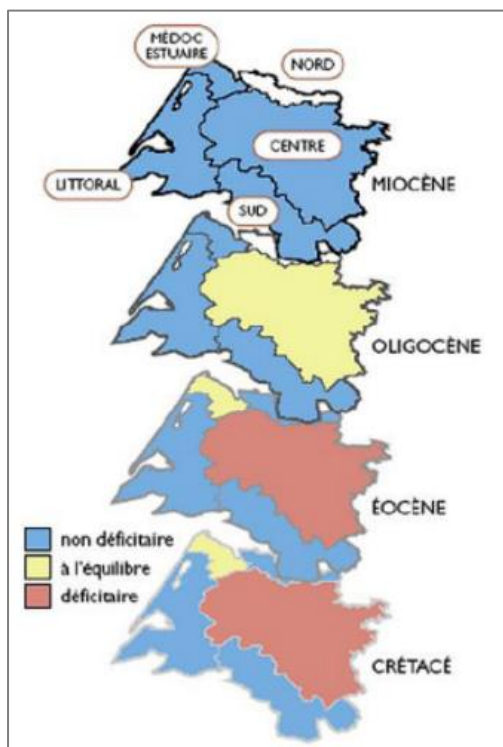 MÉDOC
ESTUAIRE
NORD
CENTRE
LITTORAL
MIOCÈNE
SUD
OLIGOCÈNE
ÉOCÈNE
non déficitaire
à l'équilibre
déficitaire
CRÉTACÉ